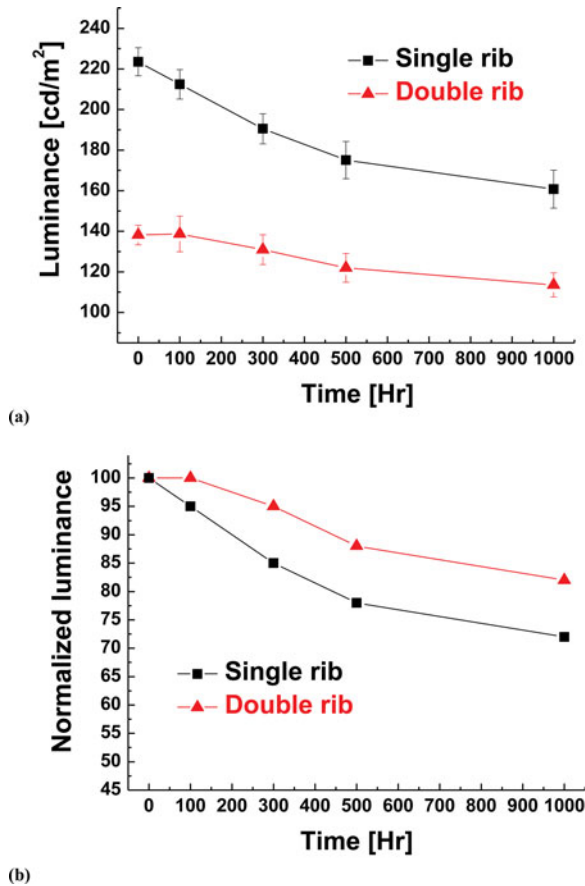 Luminance [cd/m²]
240
220
200
180
160
140
120
100
Single rib
Double rib
0 100 200 300 400 500 600 700 800 900 1000
Time [Hr]
(a)
Normalized luminance
100
95
90
85
80
75
70
65
60
55
50
45
Single rib
Double rib
0 100 200 300 400 500 600 700 800 900 1000
Time [Hr]
(b)